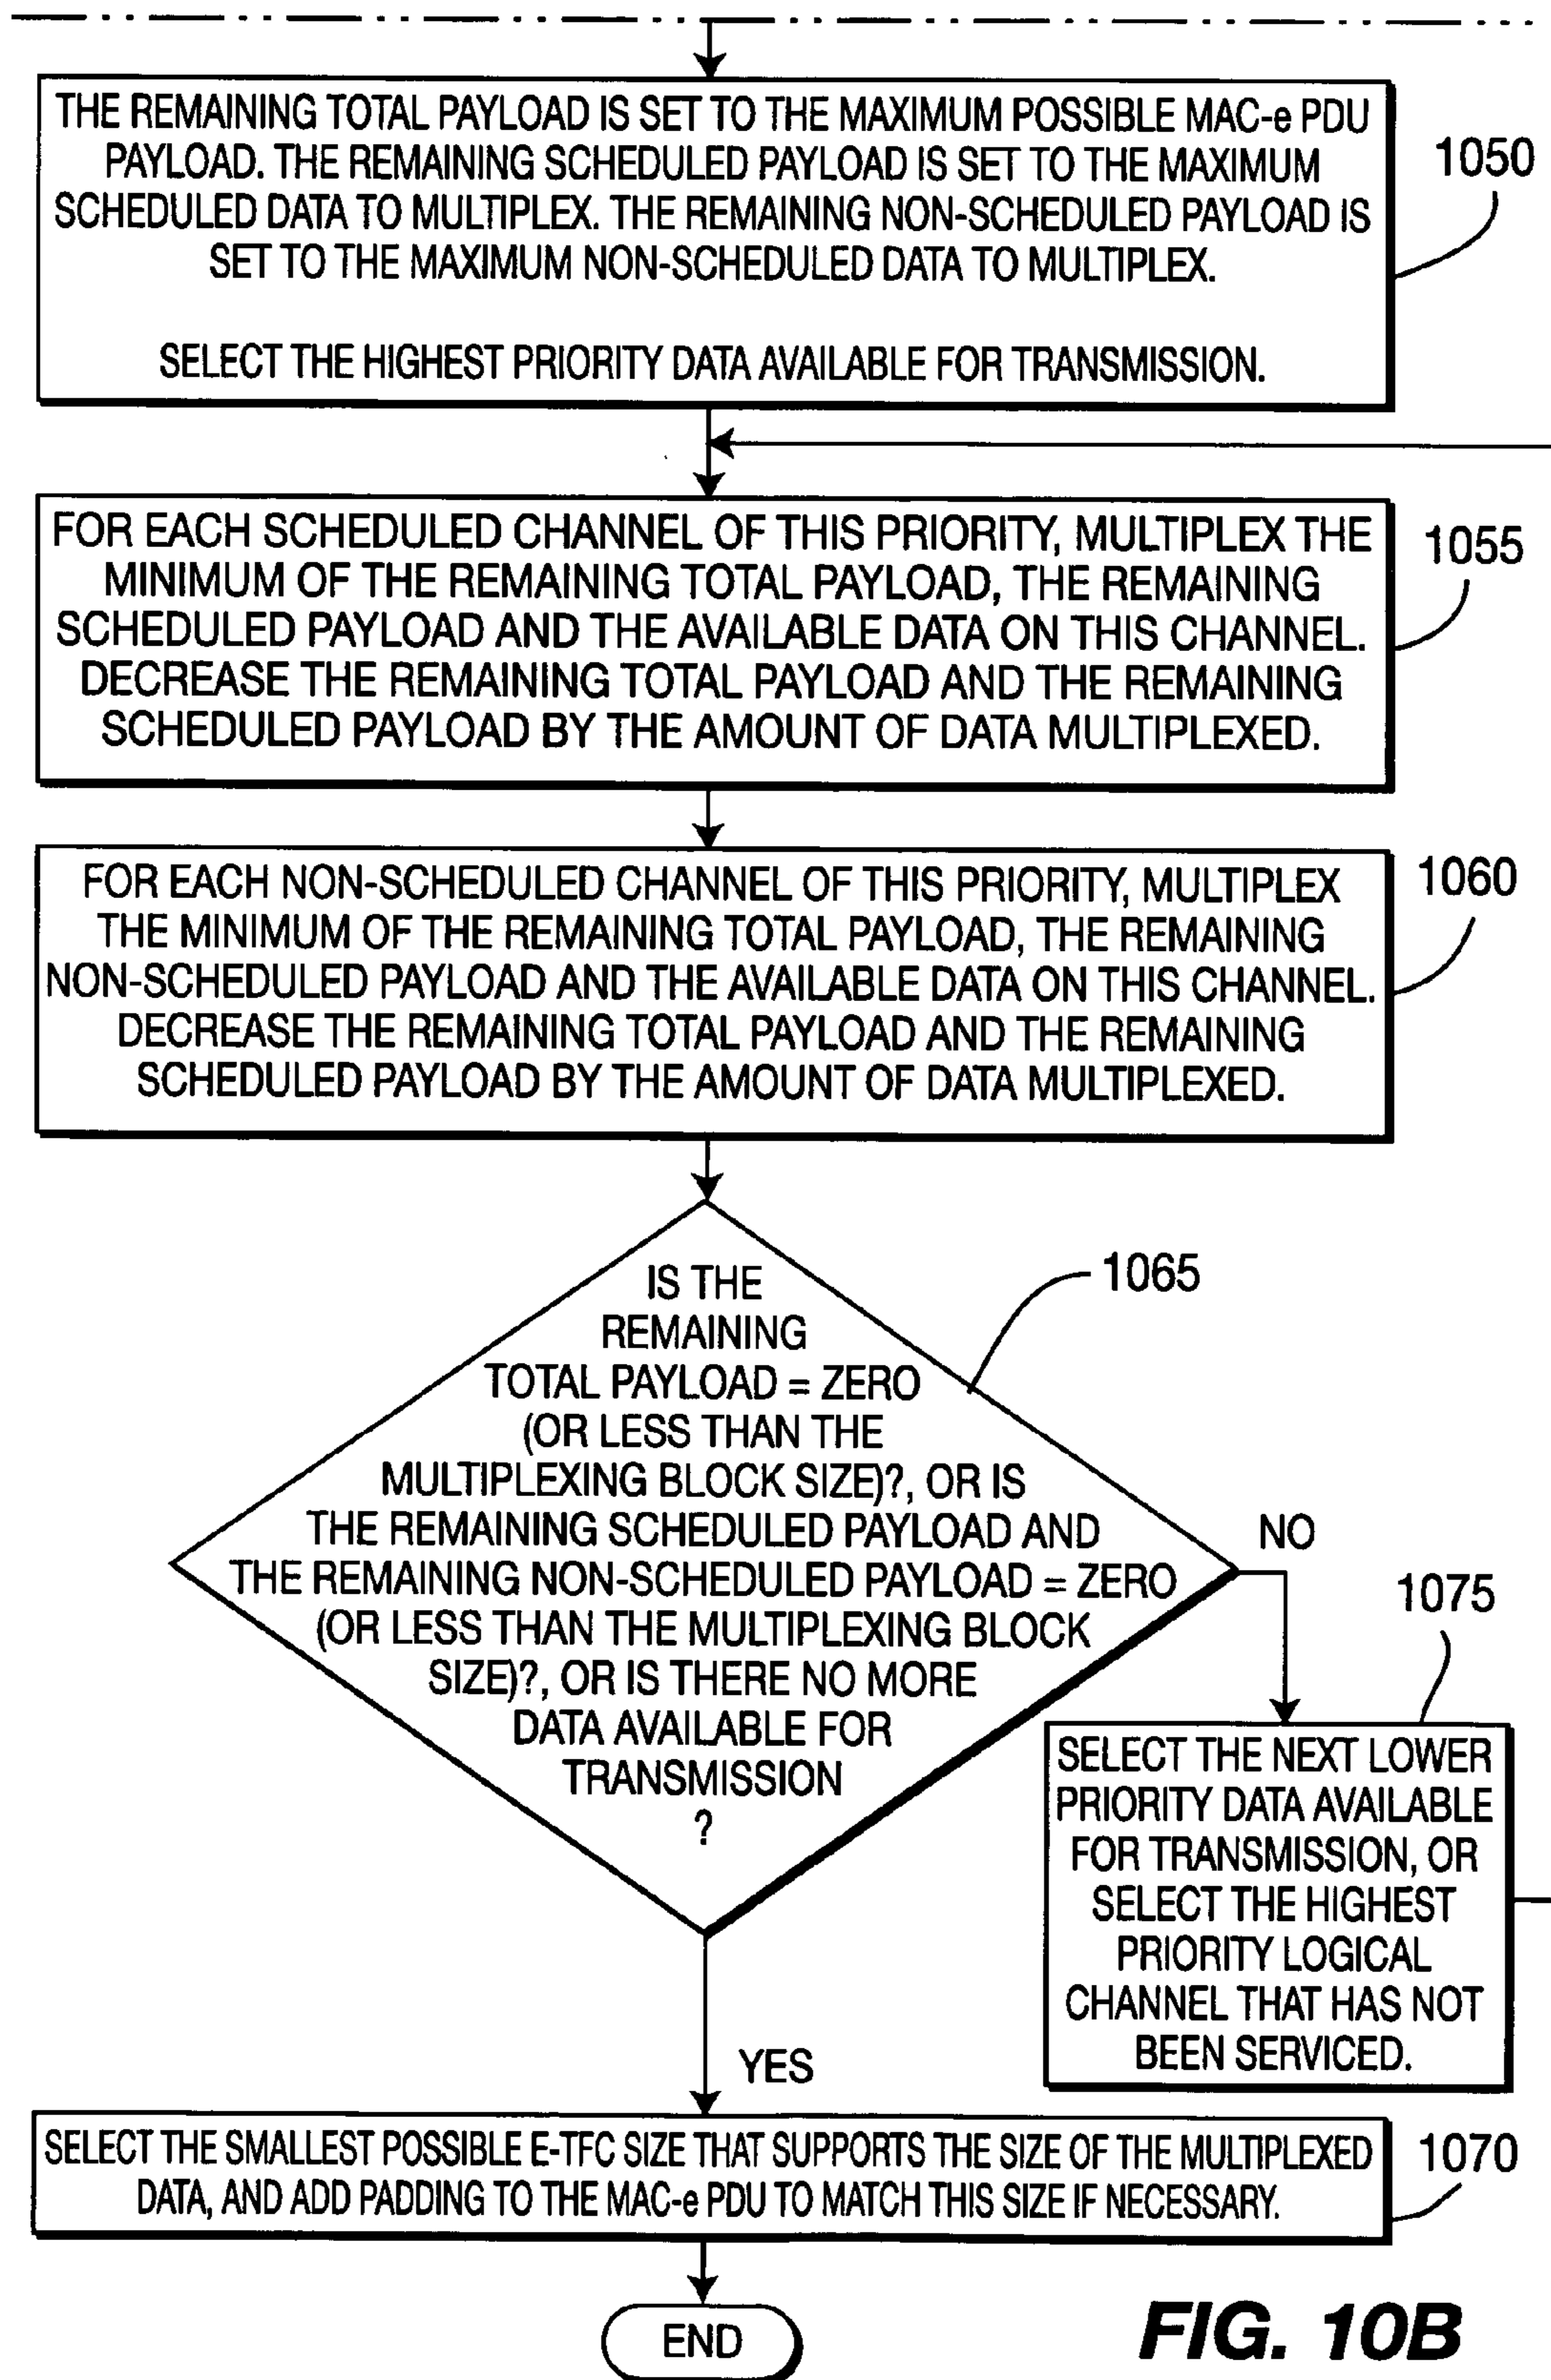 THE REMAINING TOTAL PAYLOAD IS SET TO THE MAXIMUM POSSIBLE MAC-e PDU
PAYLOAD. THE REMAINING SCHEDULED PAYLOAD IS SET TO THE MAXIMUM
SCHEDULED DATA TO MULTIPLEX. THE REMAINING NON-SCHEDULED PAYLOAD IS
SET TO THE MAXIMUM NON-SCHEDULED DATA TO MULTIPLEX.
SELECT THE HIGHEST PRIORITY DATA AVAILABLE FOR TRANSMISSION.
1050
FOR EACH SCHEDULED CHANNEL OF THIS PRIORITY, MULTIPLEX THE
MINIMUM OF THE REMAINING TOTAL PAYLOAD, THE REMAINING
SCHEDULED PAYLOAD AND THE AVAILABLE DATA ON THIS CHANNEL.
DECREASE THE REMAINING TOTAL PAYLOAD AND THE REMAINING
SCHEDULED PAYLOAD BY THE AMOUNT OF DATA MULTIPLEXED.
1055
FOR EACH NON-SCHEDULED CHANNEL OF THIS PRIORITY, MULTIPLEX
THE MINIMUM OF THE REMAINING TOTAL PAYLOAD, THE REMAINING
NON-SCHEDULED PAYLOAD AND THE AVAILABLE DATA ON THIS CHANNEL.
DECREASE THE REMAINING TOTAL PAYLOAD AND THE REMAINING
SCHEDULED PAYLOAD BY THE AMOUNT OF DATA MULTIPLEXED.
1060
IS THE
REMAINING
TOTAL PAYLOAD = ZERO
(OR LESS THAN THE
MULTIPLEXING BLOCK SIZE)?, OR IS
THE REMAINING SCHEDULED PAYLOAD AND
THE REMAINING NON-SCHEDULED PAYLOAD = ZERO
(OR LESS THAN THE MULTIPLEXING BLOCK
SIZE)?, OR IS THERE NO MORE
DATA AVAILABLE FOR
TRANSMISSION
?
1065
NO
1075
SELECT THE NEXT LOWER
PRIORITY DATA AVAILABLE
FOR TRANSMISSION, OR
SELECT THE HIGHEST
PRIORITY LOGICAL
CHANNEL THAT HAS NOT
BEEN SERVICED.
YES
SELECT THE SMALLEST POSSIBLE E-TFC SIZE THAT SUPPORTS THE SIZE OF THE MULTIPLEXED
DATA, AND ADD PADDING TO THE MAC-e PDU TO MATCH THIS SIZE IF NECESSARY.
1070
END
FIG. 10B